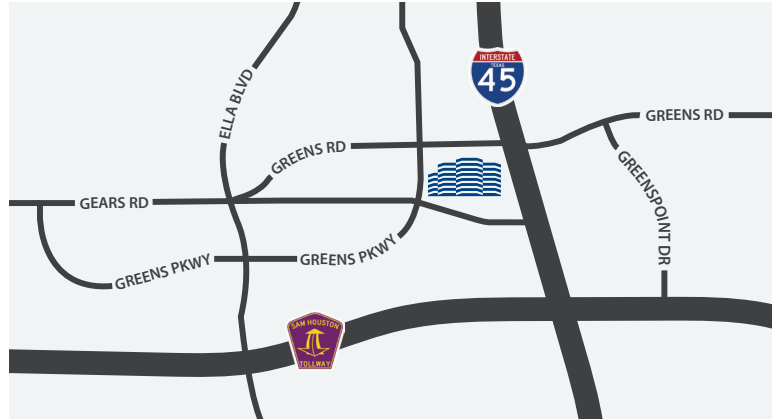 INTERSTATE
TEXAS
45
ELLA BLVD
GREENS RD
GREENS RD
GREENSPOINT DR
GEARS RD
GREENS PKWY
GREENS PKWY
SAM HOUSTON
TOLLWAY